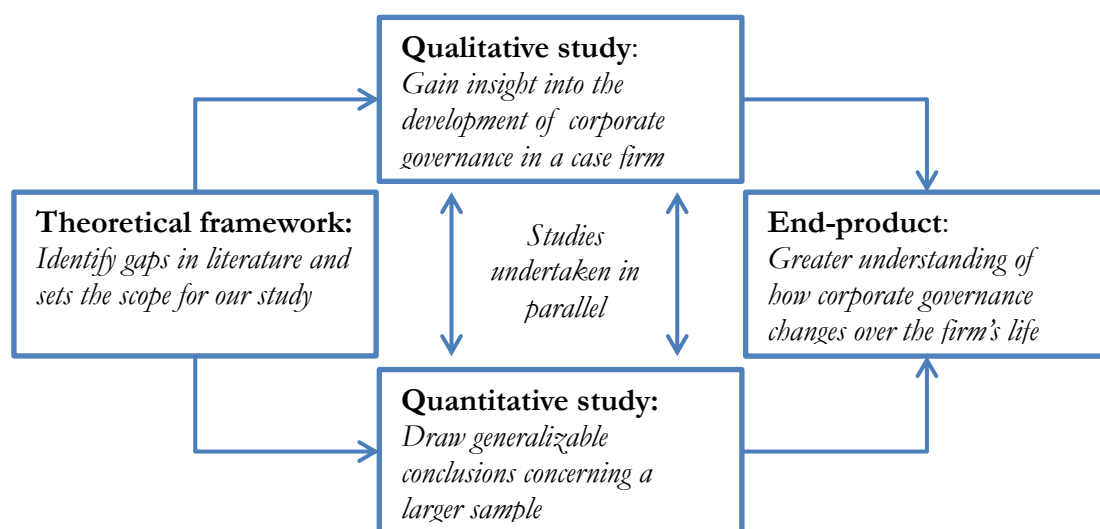 Qualitative study:
Gain insight into the
development of corporate
governance in a case firm
Theoretical framework:
Identify gaps in literature and
sets the scope for our study
Studies
undertaken in
parallel
End-product:
Greater understanding of
how corporate governance
changes over the firm's life
Quantitative study:
Draw generalizable
conclusions concerning a
larger sample